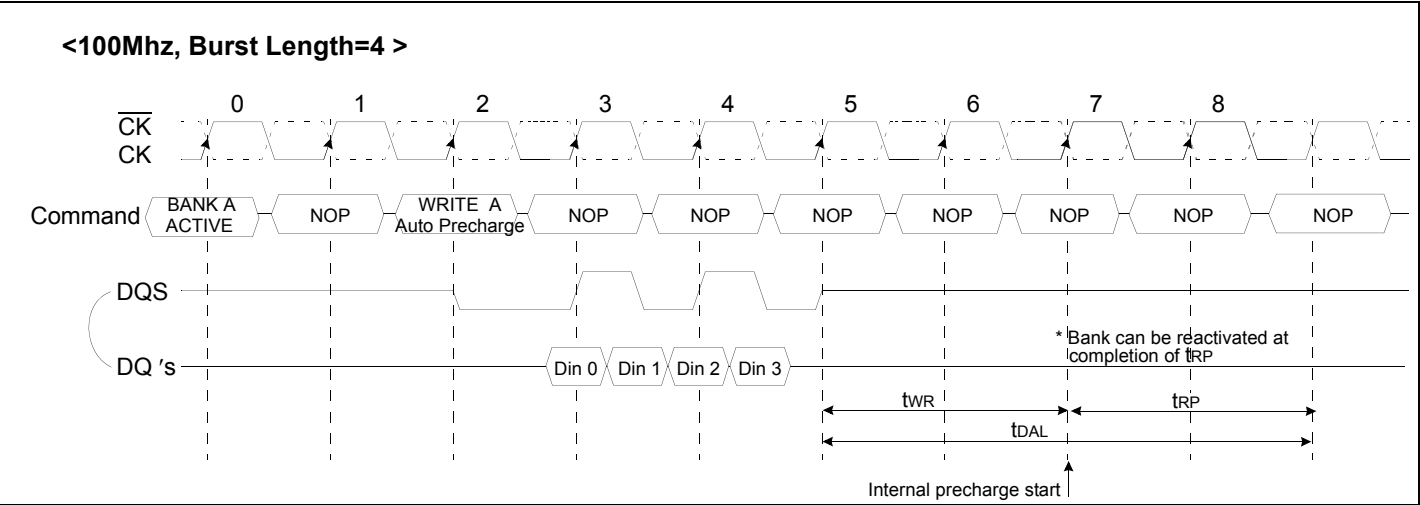 <100Mhz, Burst Length=4 >
0 1 2 3 4 5 6 7 8
CK
CK
Command
BANK A
ACTIVE
NOP
WRITE A
Auto Precharge
NOP
NOP
NOP
NOP
NOP
NOP
NOP
DQS
* Bank can be reactivated at
completion of tRP
DQ 's
Din 0
Din 1
Din 2
Din 3
tWR
tRP
tDAL
Internal precharge start